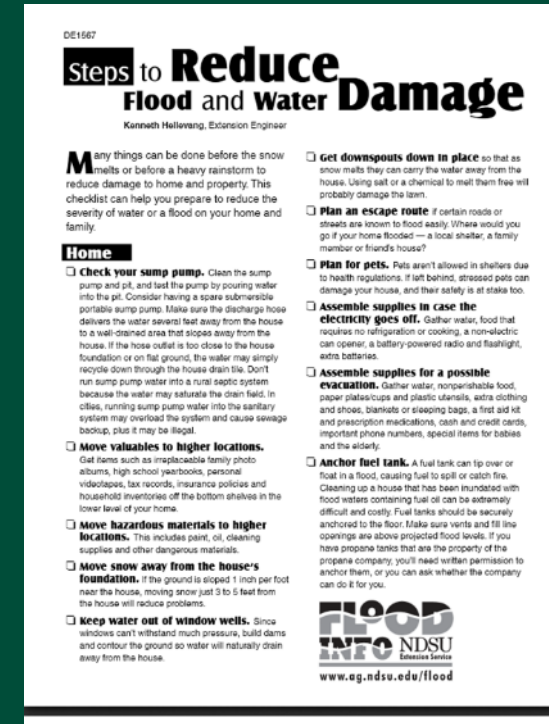 DE1567
Steps to Reduce
Flood and Water Damage
Kenneth Hellevang, Extension Engineer
Many things can be done before the snow
melts or before a heavy rainstorm to
reduce damage to home and property. This
checklist can help you prepare to reduce the
severity of water or a flood on your home and
family.
Home
❏ Check your sump pump. Clean the sump
pump and pit, and test the pump by pouring water
into the pit. Consider having a spare submersible
portable sump pump. Make sure the discharge hose
delivers the water several feet away from the house
to a well-drained area that slopes away from the
house. If the hose outlet is too close to the house
foundation or on flat ground, the water may simply
recycle down through the house drain tile. Don't
run sump pump water into a rural septic system
because the water may saturate the drain field. In
cities, running sump pump water into the sanitary
system may overload the system and cause sewage
backup, plus it may be illegal.
❏ Move valuables to higher locations.
Get items such as irreplaceable family photo
albums, high school yearbooks, personal
videotapes, tax records, insurance policies and
household inventories off the bottom shelves in the
lower level of your home.
❏ Move hazardous materials to higher
locations. This includes paint, oil, cleaning
supplies and other dangerous materials.
❏ Move snow away from the house's
foundation. If the ground is sloped 1 inch per foot
near the house, moving snow just 3 to 5 feet from
the house will reduce problems.
❏ Keep water out of window wells. Since
windows can't withstand much pressure, build dams
and contour the ground so water will naturally drain
away from the house.
❏ Get downspouts down in place so that as
snow melts they can carry the water away from the
house. Using salt or a chemical to melt them free will
probably damage the lawn.
❏ Plan an escape route if certain roads or
streets are known to flood easily. Where would you
go if your home flooded — a local shelter, a family
member or friend's house?
❏ Plan for pets. Pets aren't allowed in shelters due
to health regulations. If left behind, stressed pets can
damage your house, and their safety is at stake too.
❏ Assemble supplies in case the
electricity goes off. Gather water, food that
requires no refrigeration or cooking, a non-electric
can opener, a battery-powered radio and flashlight,
extra batteries.
❏ Assemble supplies for a possible
evacuation. Gather water, nonperishable food,
paper plates/cups and plastic utensils, extra clothing
and shoes, blankets or sleeping bags, a first aid kit
and prescription medications, cash and credit cards,
important phone numbers, special items for babies
and the elderly.
❏ Anchor fuel tank. A fuel tank can tip over or
float in a flood, causing fuel to spill or catch fire.
Cleaning up a house that has been inundated with
flood waters containing fuel oil can be extremely
difficult and costly. Fuel tanks should be securely
anchored to the floor. Make sure vents and fill line
openings are above projected flood levels. If you
have propane tanks that are the property of the
propane company, you'll need written permission to
anchor them, or you can ask whether the company
can do it for you.
FLOOD
INFO NDSU
Extension Service
www.ag.ndsu.edu/flood